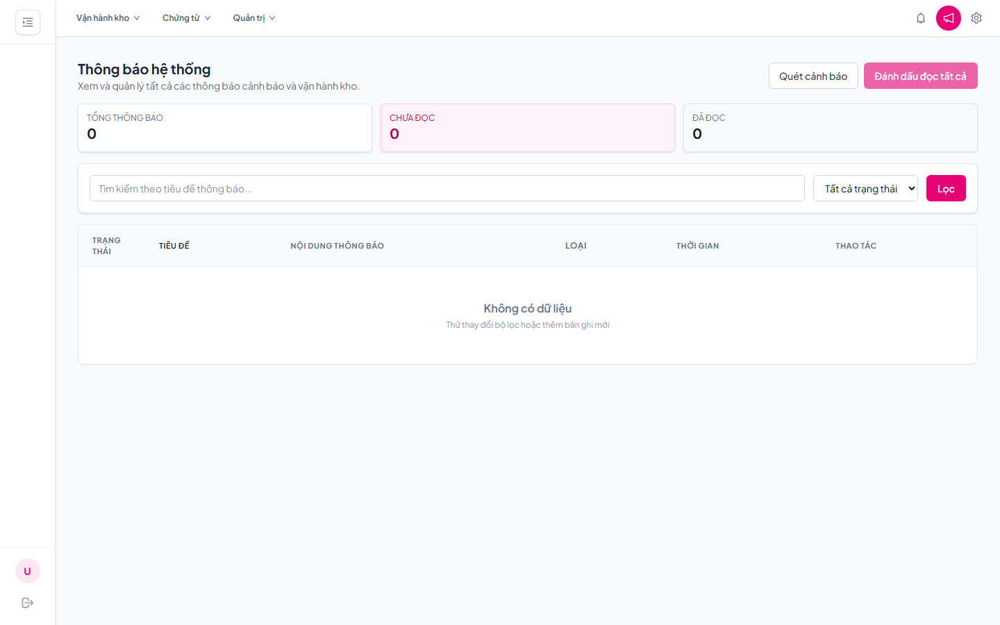 Vận hành kho
Chứng từ
Quản trị
Thông báo hệ thống
Xem và quản lý tất cả các thông báo cảnh báo và vận hành kho.
Quét cảnh báo
Đánh dấu đọc tất cả
TỔNG THÔNG BÁO
0
CHƯA ĐỌC
0
ĐÃ ĐỌC
0
Tìm kiếm theo tiêu đề thông báo...
Tất cả trạng thái
Lọc
TRẠNG
THÁI
TIÊU ĐỀ
NỘI DUNG THÔNG BÁO
LOẠI
THỜI GIAN
THAO TÁC
Không có dữ liệu
Thử thay đổi bộ lọc hoặc thêm bản ghi mới
U